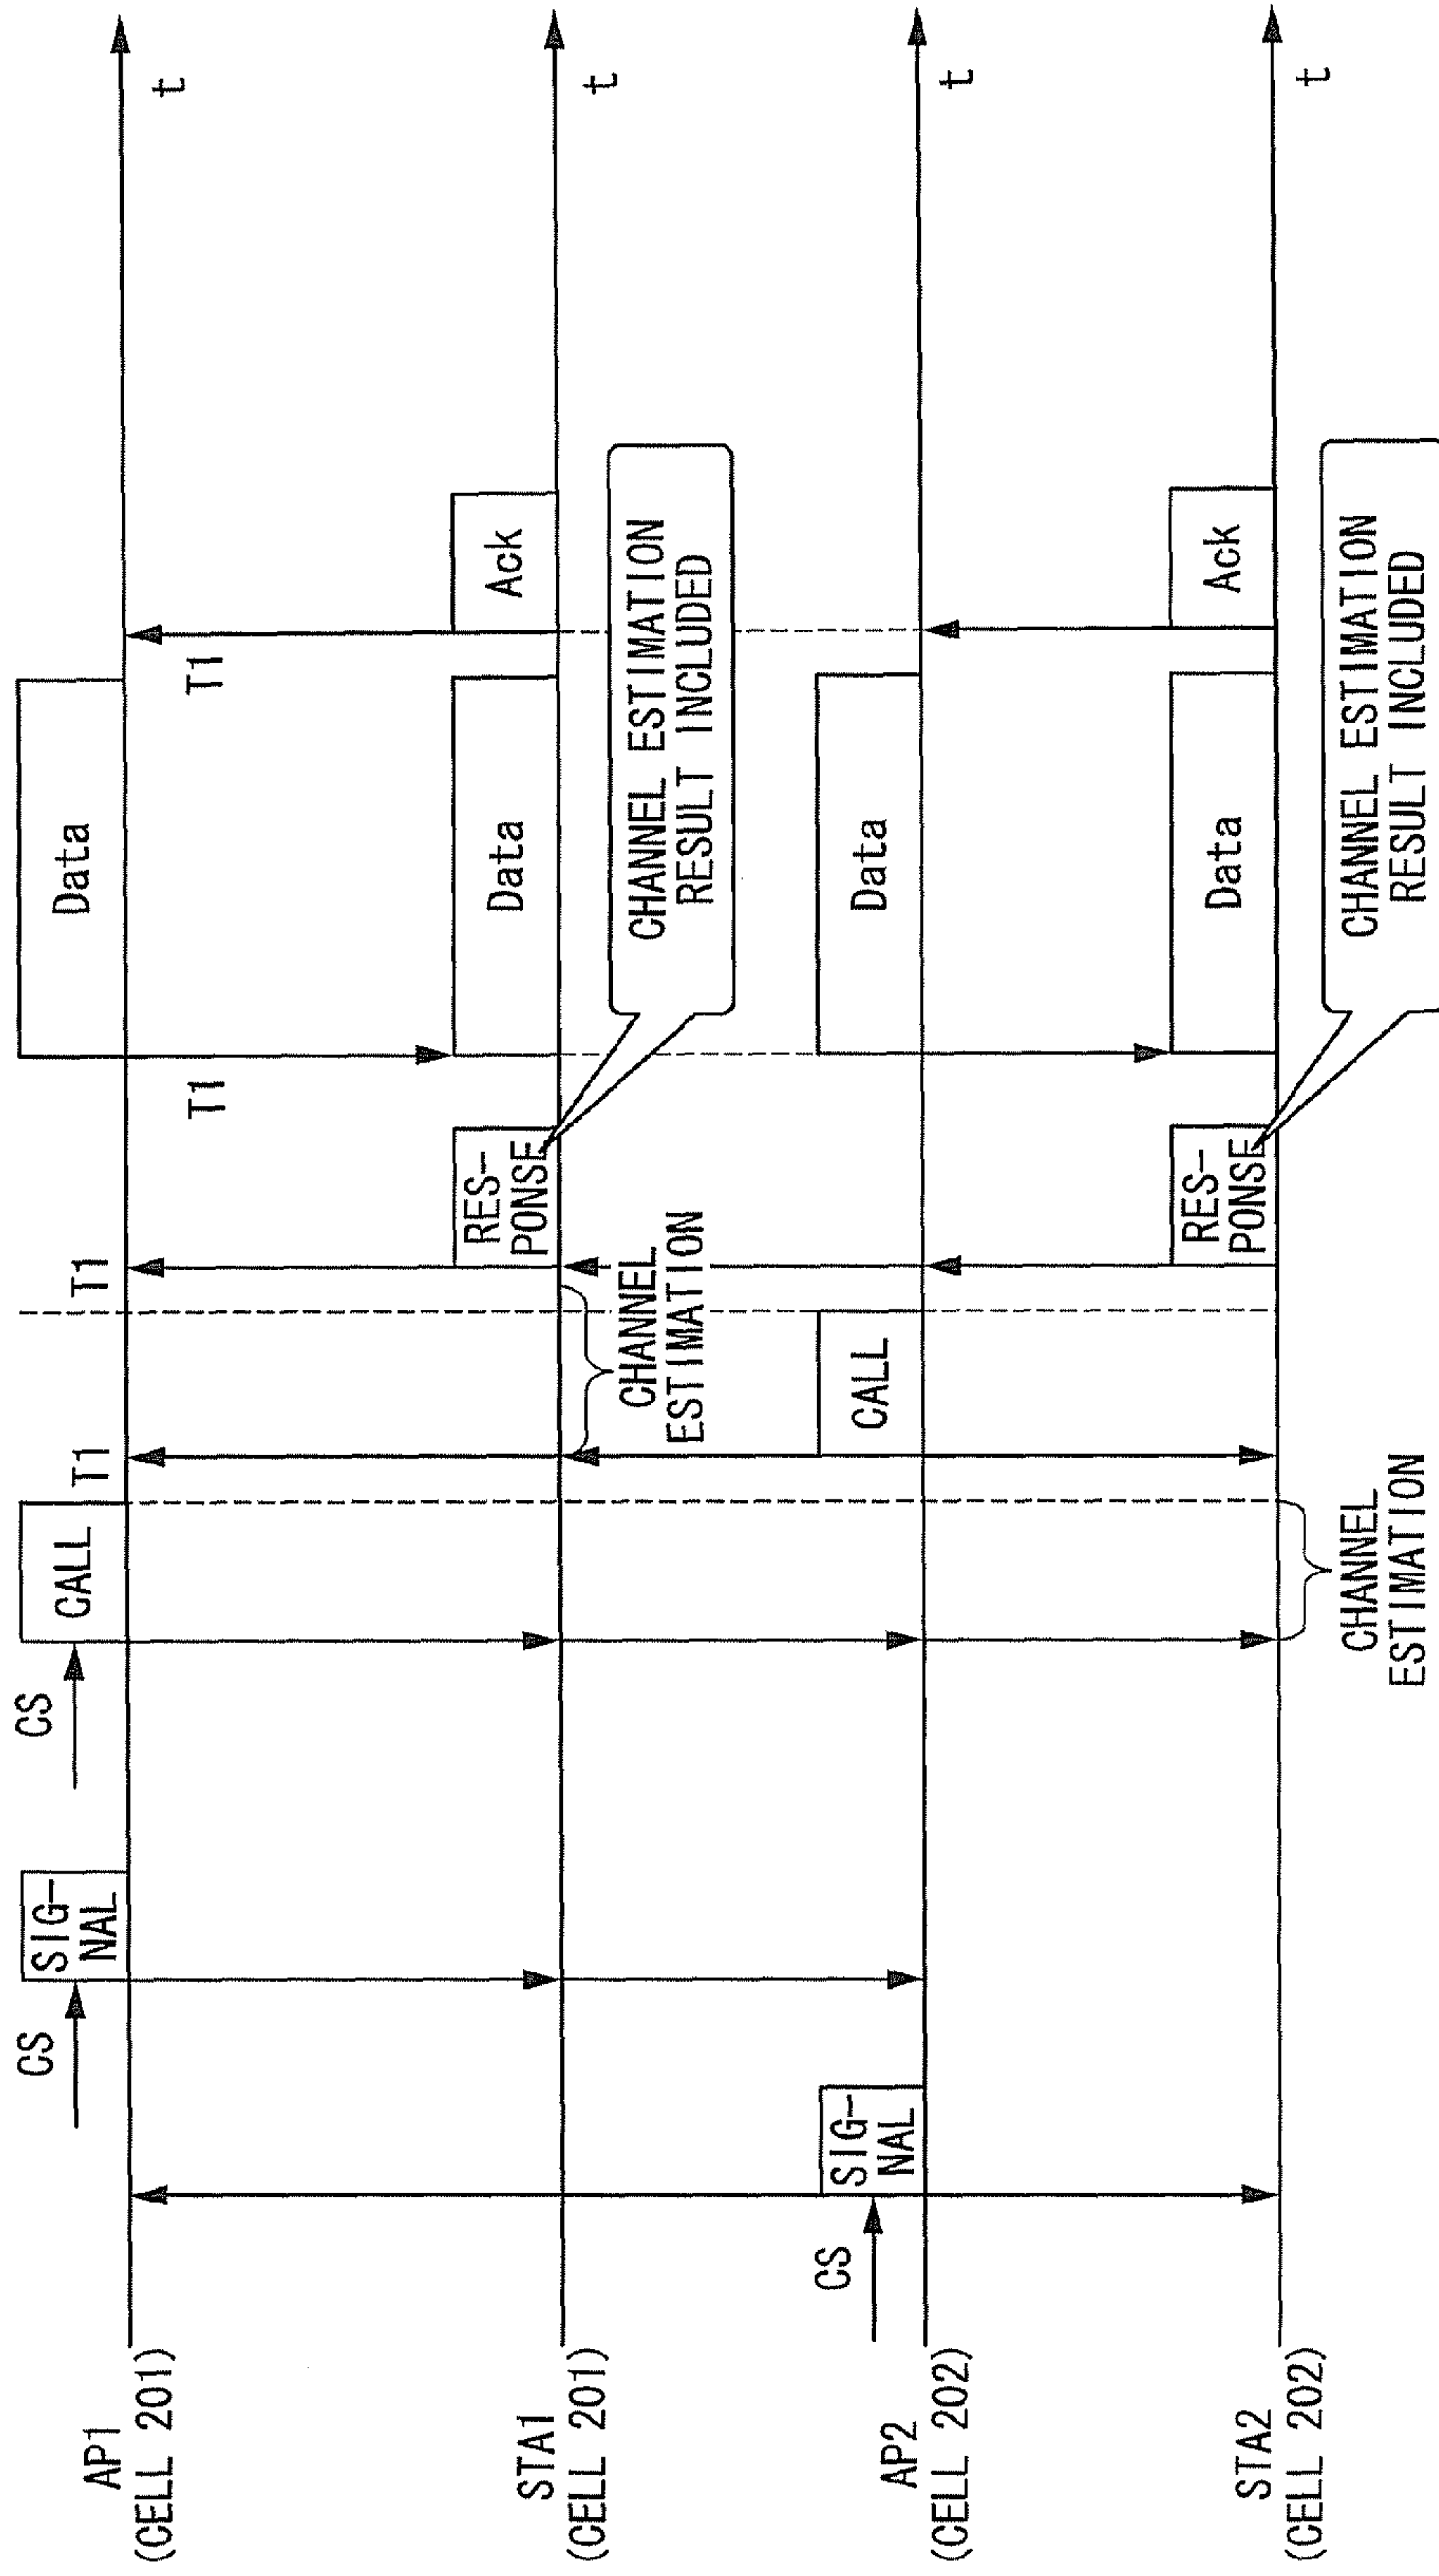 AP1
(CELL 201)
CS
SIG-
NAL
CS
CALL
T1
T1
T1
Data
T1
t
STA1
(CELL 201)
CHANNEL
ESTIMATION
RES-
PONSE
CHANNEL ESTIMATION
RESULT INCLUDED
Data
Ack
t
AP2
(CELL 202)
CS
SIG-
NAL
CALL
Data
t
STA2
(CELL 202)
CHANNEL
ESTIMATION
RES-
PONSE
CHANNEL ESTIMATION
RESULT INCLUDED
Data
Ack
t